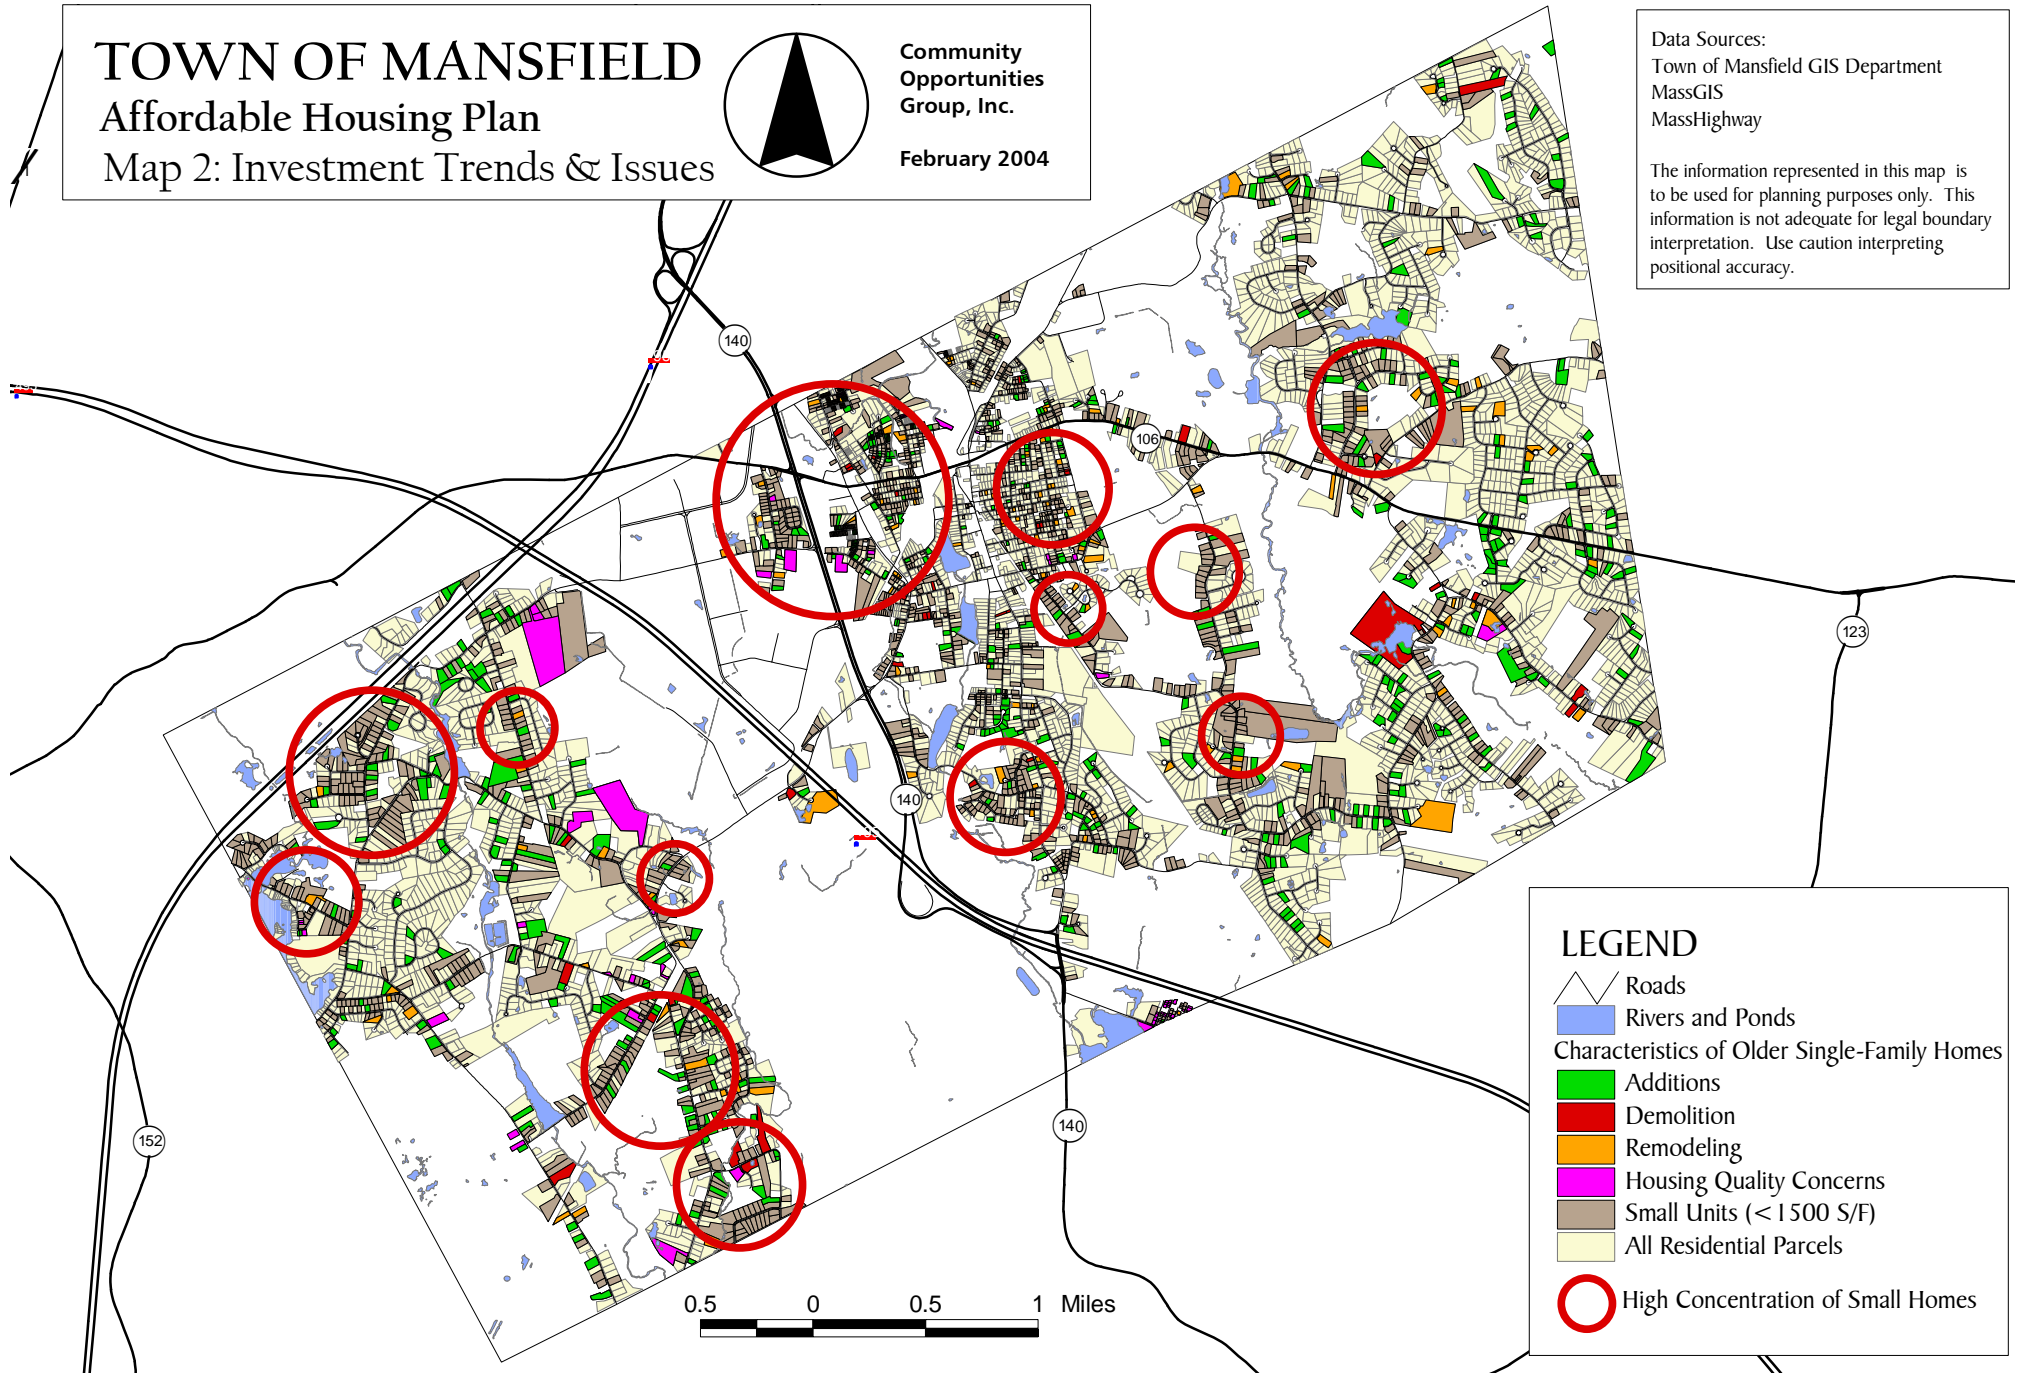 TOWN OF MANSFIELD
Affordable Housing Plan
Map 2: Investment Trends & Issues
Community
Opportunities
Group, Inc.
February 2004
Data Sources:
Town of Mansfield GIS Department
MassGIS
MassHighway
The information represented in this map is
to be used for planning purposes only. This
information is not adequate for legal boundary
interpretation. Use caution interpreting
positional accuracy.
140
106
123
140
152
140
LEGEND
Roads
Rivers and Ponds
Characteristics of Older Single-Family Homes
Additions
Demolition
Remodeling
Housing Quality Concerns
Small Units (<1500 S/F)
All Residential Parcels
High Concentration of Small Homes
0.5 0 0.5 1 Miles